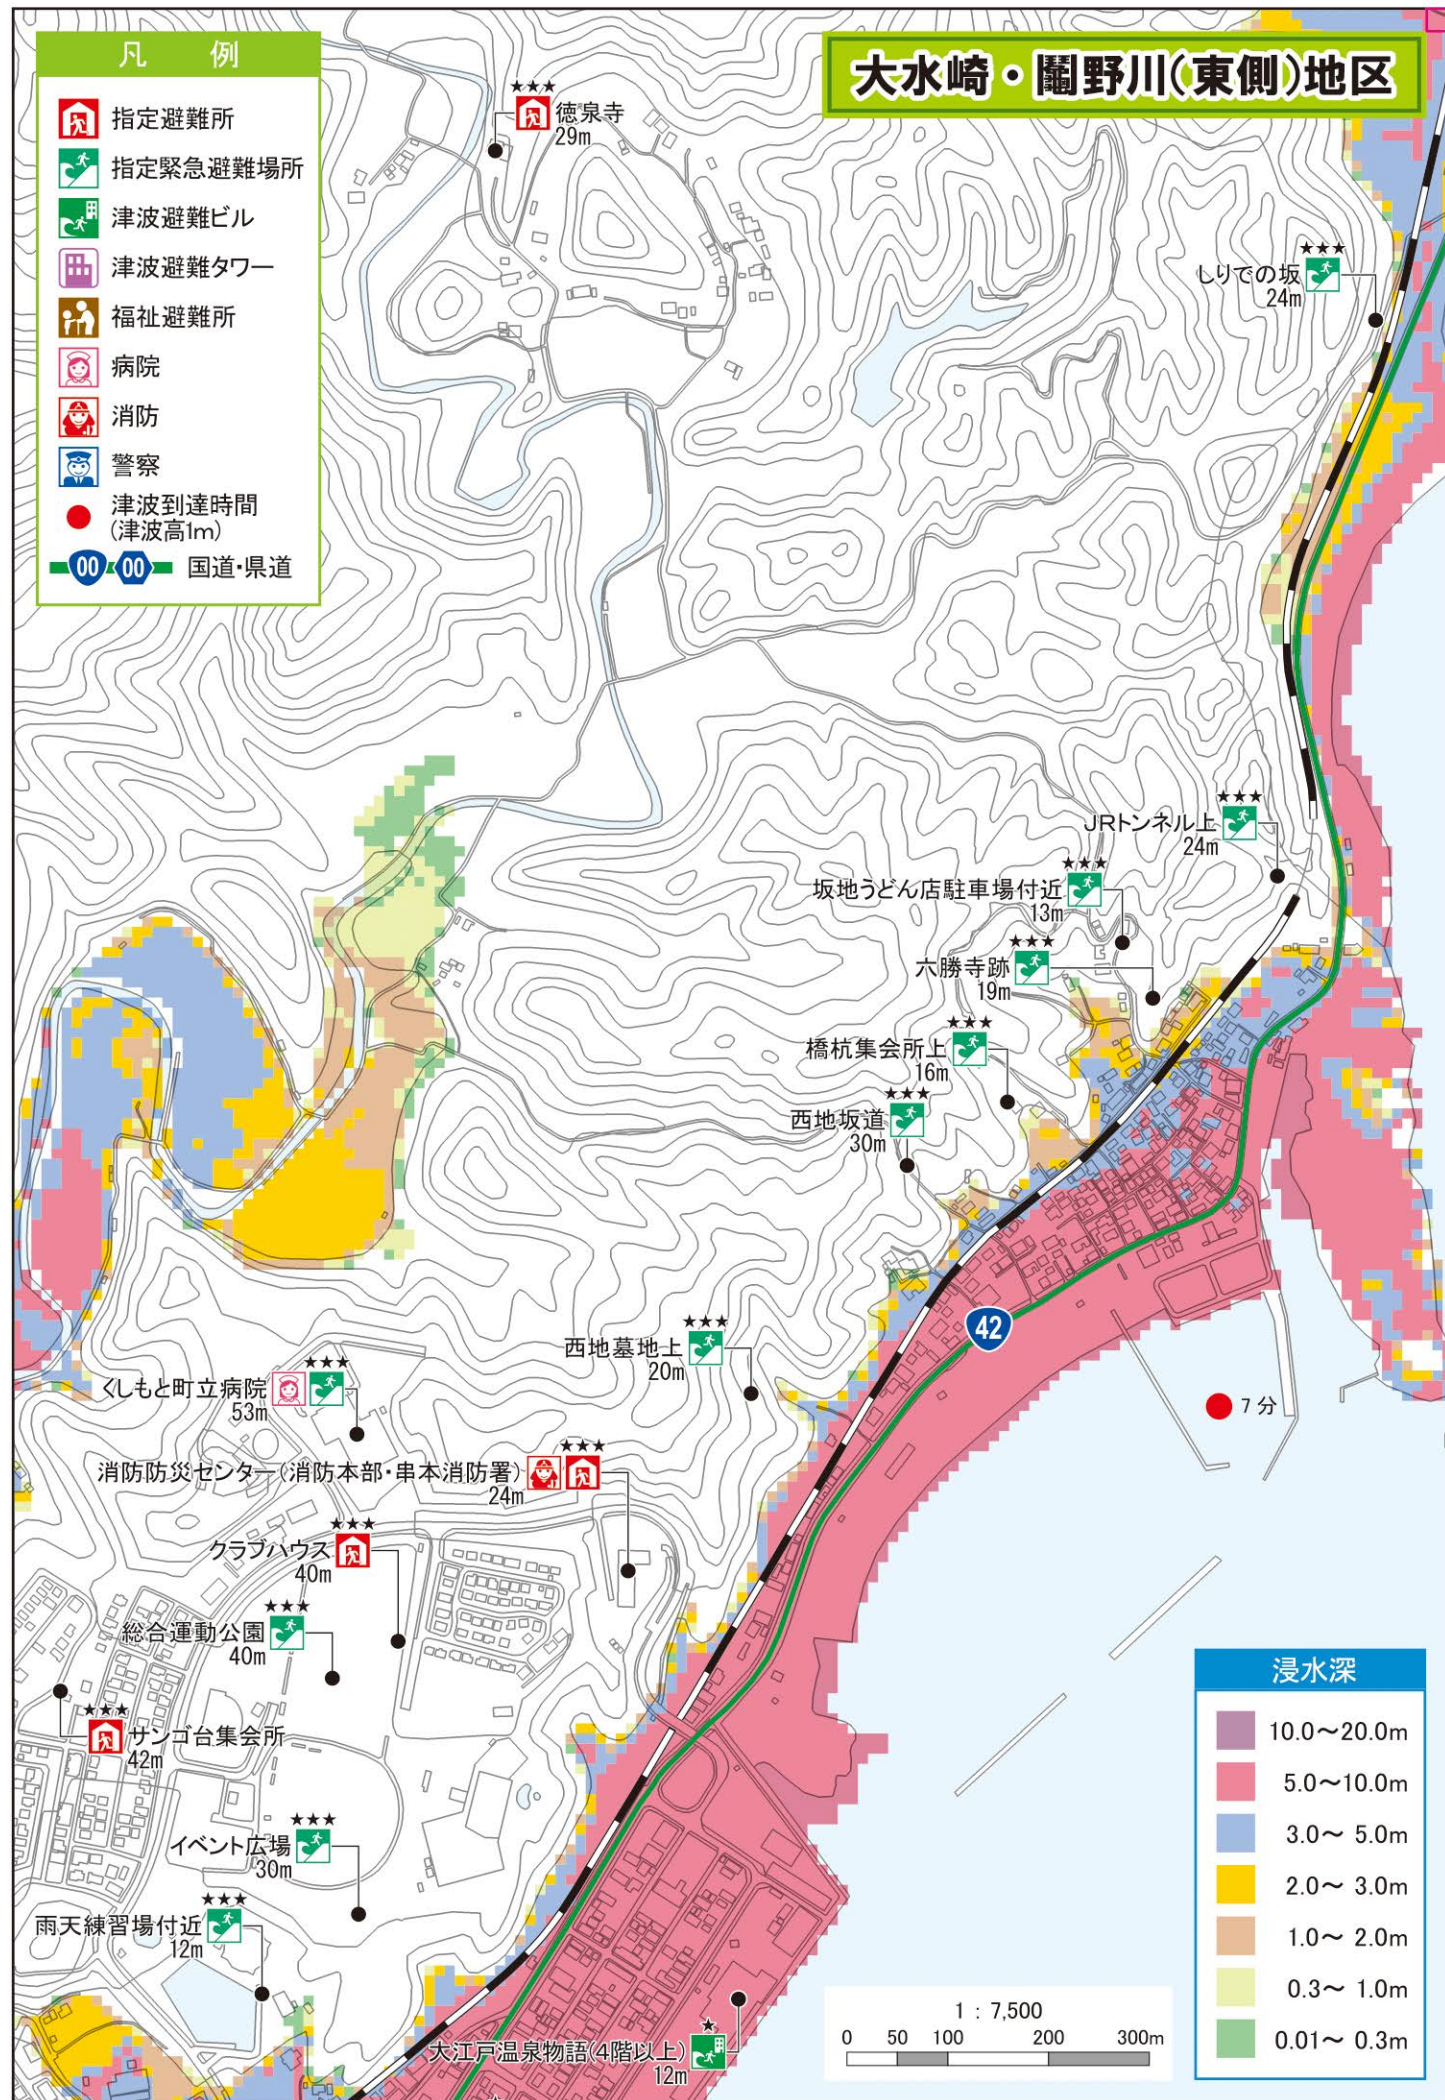 大水崎・鬮野川(東側)地区
凡 例
指定避難所
指定緊急避難場所
津波避難ビル
津波避難タワー
福祉避難所
病院
消防
警察
津波到達時間
(津波高1m)
00 00 国道・県道
★★★
徳泉寺
29m
★★★
しりでの坂
24m
★★★
JRトンネル上
24m
★★★
坂地うどん店駐車場付近
13m
★★★
六勝寺跡
19m
★★★
橋杭集会所上
16m
★★★
西地坂道
30m
42
★★★
西地墓地上
20m
★★★
くしもと町立病院
53m
7分
★★★
消防防災センター(消防本部・串本消防署)
24m
★★★
クラブハウス
40m
★★★
総合運動公園
40m
★★★
サンゴ台集会所
42m
★★★
イベント広場
30m
★★★
雨天練習場付近
12m
★
大江戸温泉物語(4階以上)
12m
浸水深
10.0～20.0m
5.0～10.0m
3.0～ 5.0m
2.0～ 3.0m
1.0～ 2.0m
0.3～ 1.0m
0.01～ 0.3m
1 : 7,500
0 50 100 200 300m